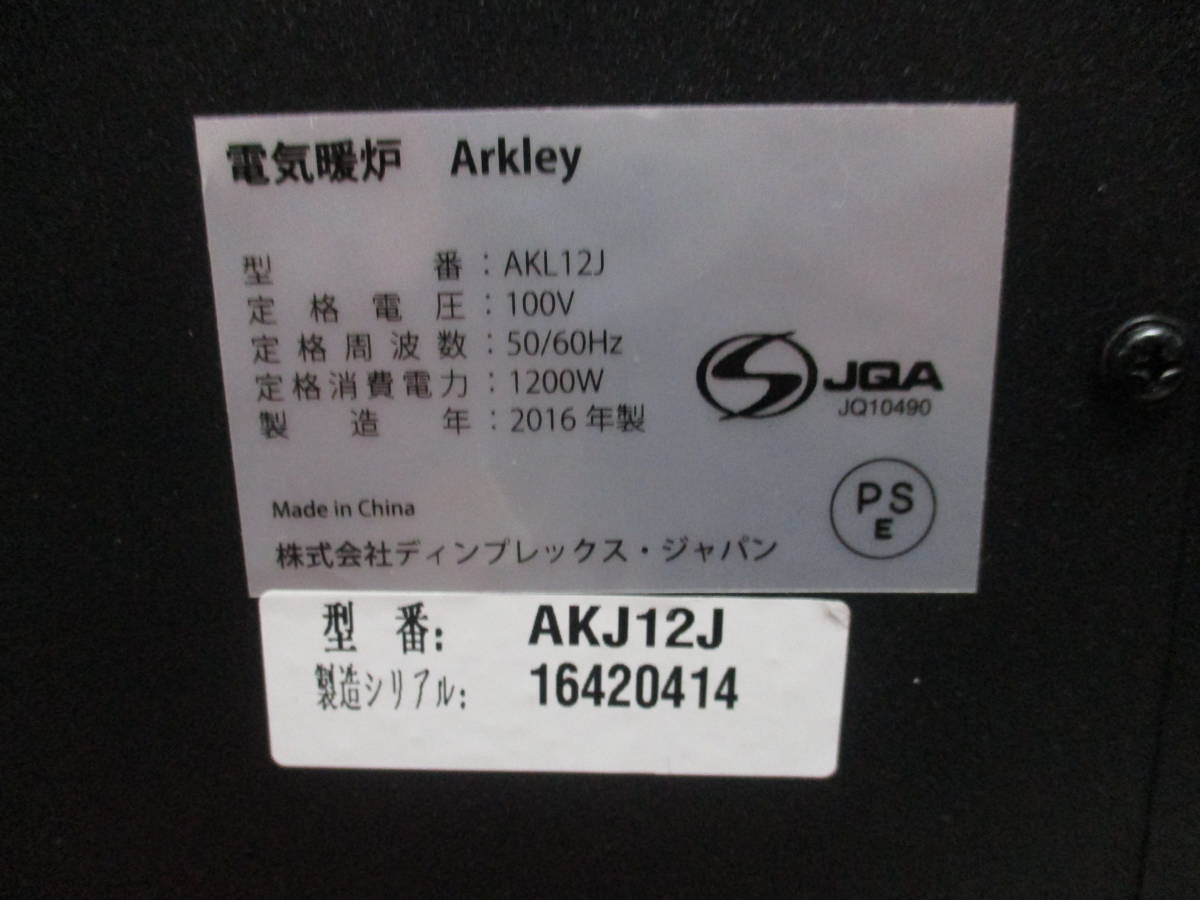 電気暖炉 Arkley
型番：AKL12J
定格電圧：100V
定格周波数：50/60Hz
定格消費電力：1200W
製造年：2016年製
JQA
JQ10490
Made in China
PS
E
株式会社ディンプレックス・ジャパン
型番: AKJ12J
製造シリアル: 16420414